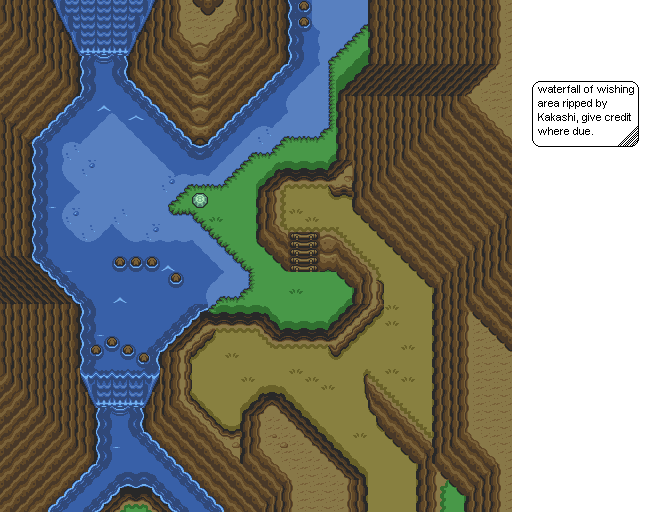 waterfall of wishing
area ripped by
Kakashi, give credit
where due.